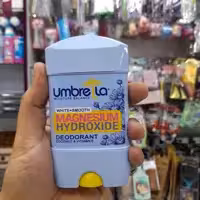 umbrella
WHITE+SMOOTH
MAGNESIUM
HYDROXIDE
DEODORANT